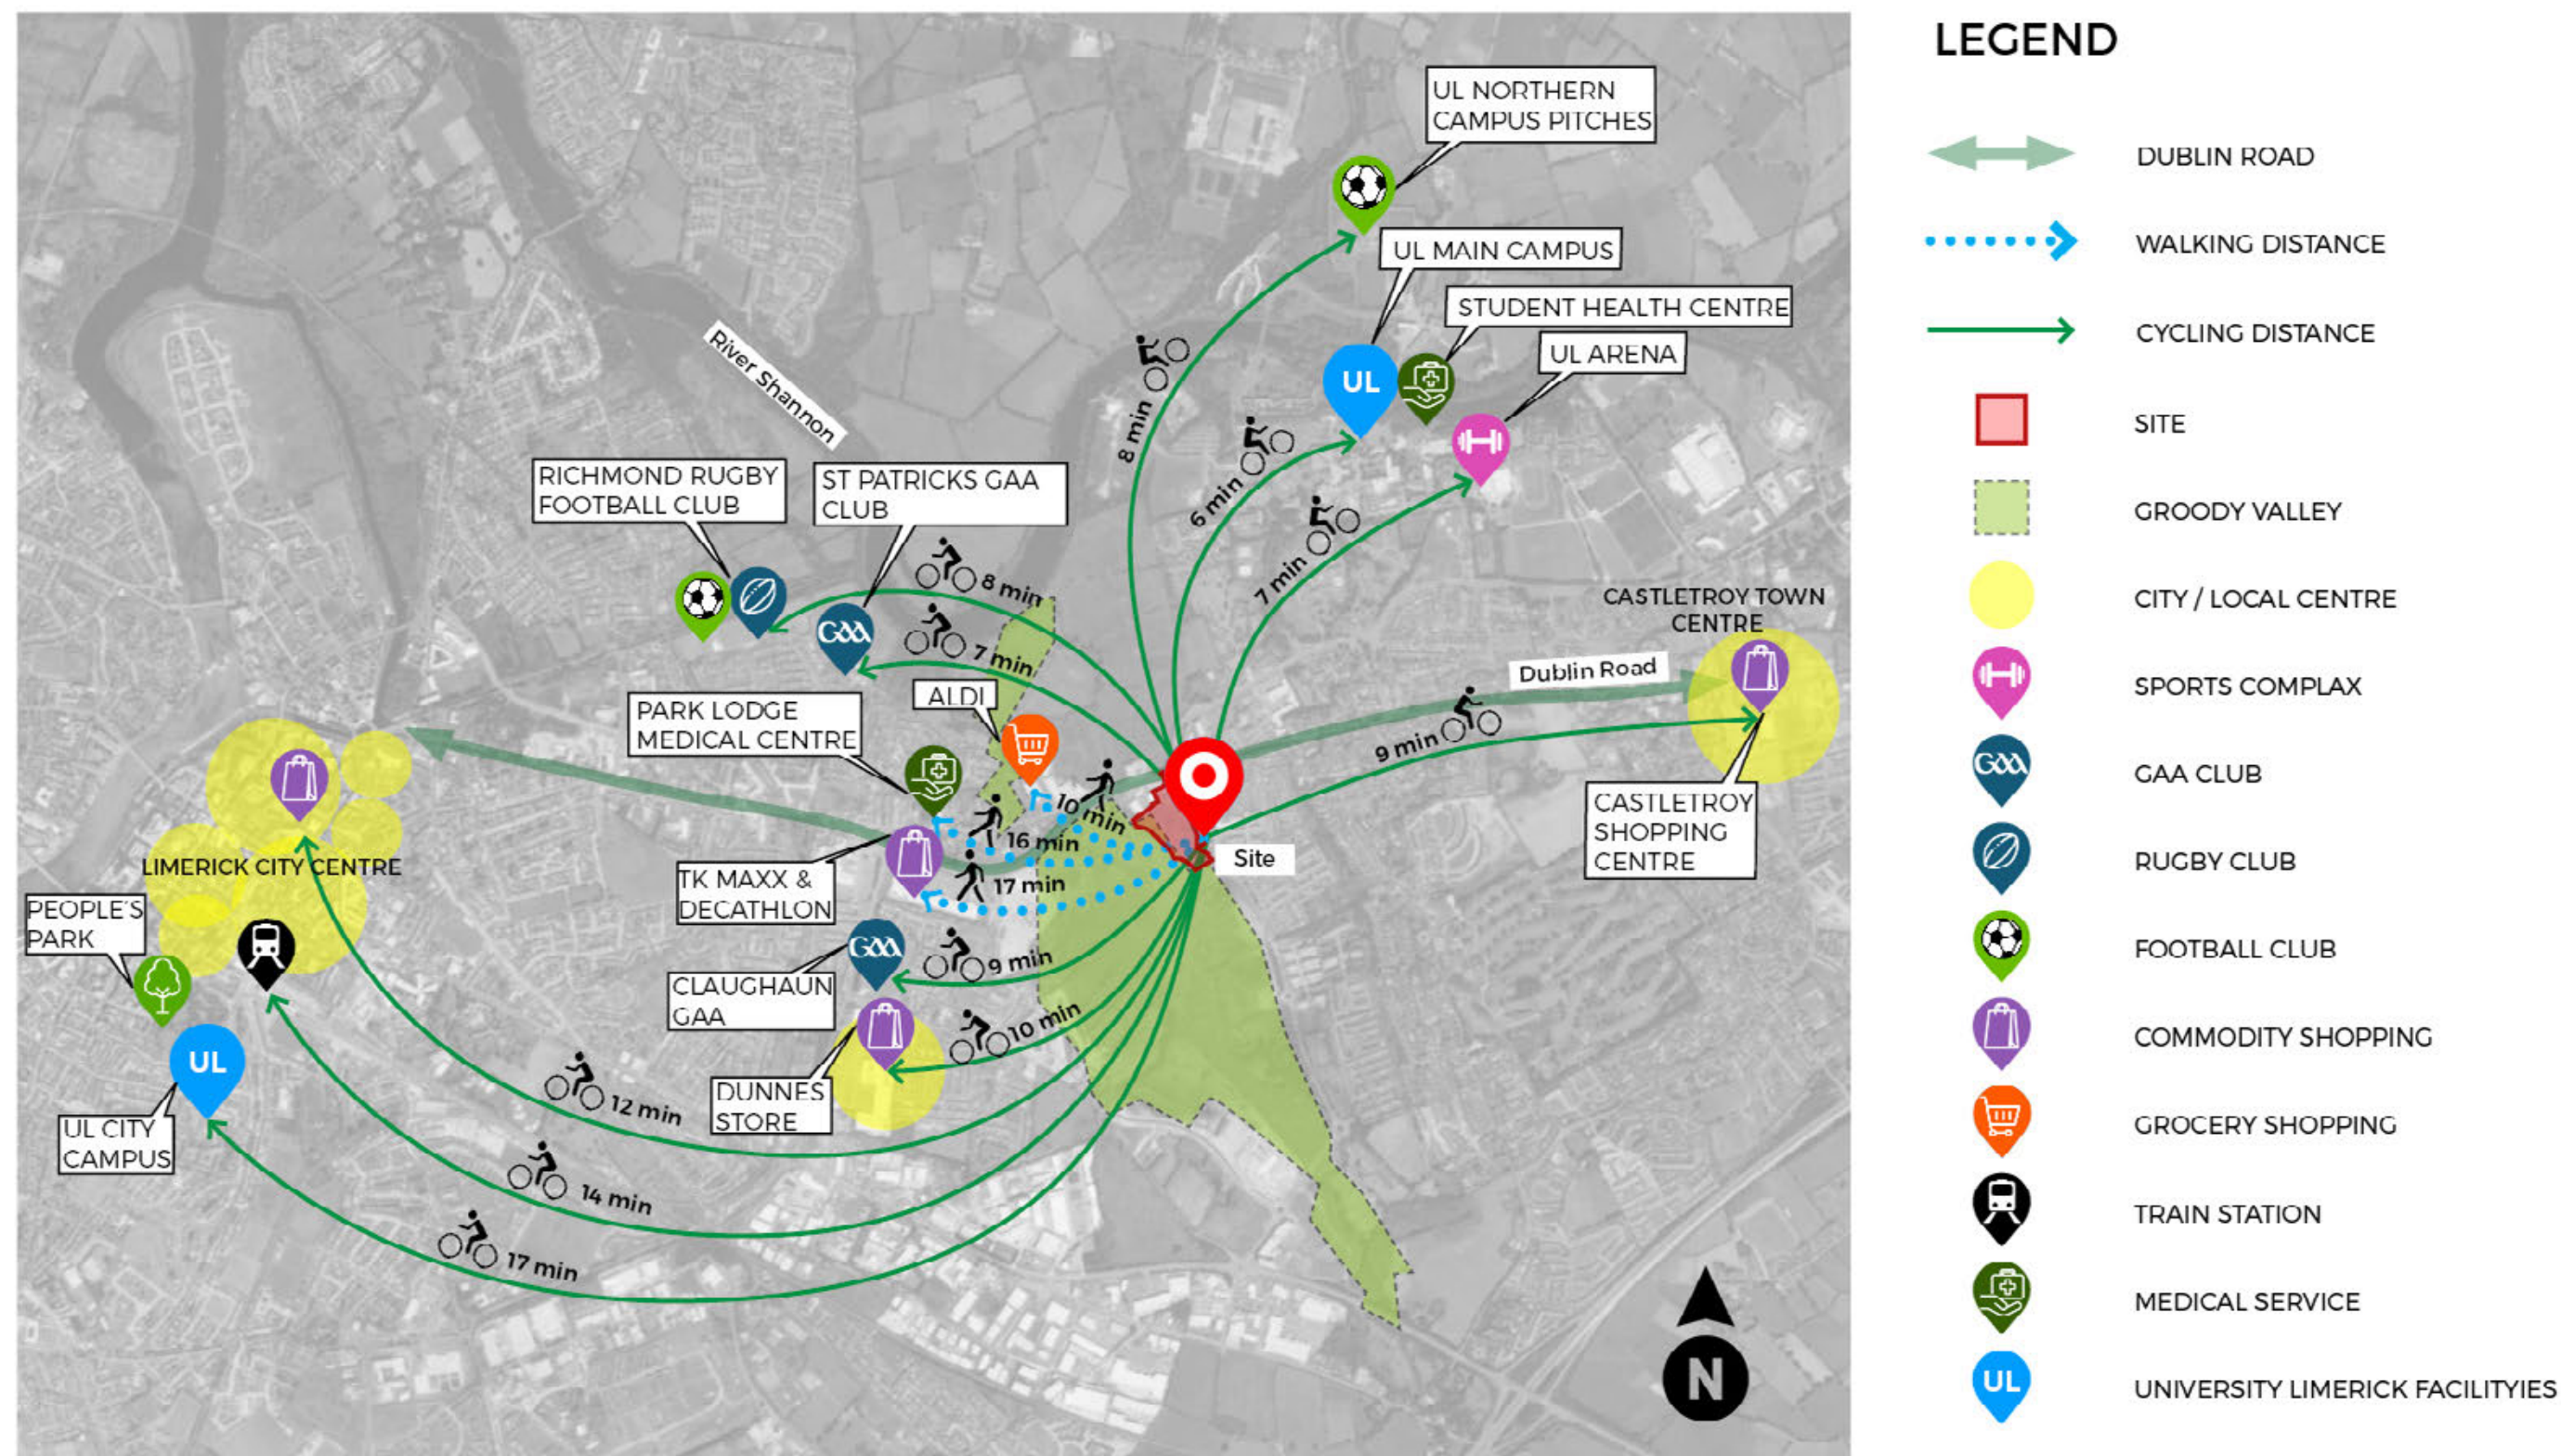 UL NORTHERN
CAMPUS PITCHES
UL MAIN CAMPUS
STUDENT HEALTH CENTRE
UL ARENA
UL
8 min
6 min
7 min
River Shannon
RICHMOND RUGBY
FOOTBALL CLUB
ST PATRICKS GAA
CLUB
GAA
8 min
7 min
CASTLETROY TOWN
CENTRE
Dublin Road
9 min
CASTLETROY
SHOPPING
CENTRE
PARK LODGE
MEDICAL CENTRE
ALDI
10 min
16 min
17 min
Site
TK MAXX &
DECATHLON
LIMERICK CITY CENTRE
PEOPLE'S
PARK
GAA
9 min
CLAUGHAUN
GAA
10 min
DUNNES
STORE
UL
UL CITY
CAMPUS
12 min
14 min
17 min
N
LEGEND
DUBLIN ROAD
WALKING DISTANCE
CYCLING DISTANCE
SITE
GROODY VALLEY
CITY / LOCAL CENTRE
SPORTS COMPLAX
GAA
GAA CLUB
RUGBY CLUB
FOOTBALL CLUB
COMMODITY SHOPPING
GROCERY SHOPPING
TRAIN STATION
MEDICAL SERVICE
UL
UNIVERSITY LIMERICK FACILITYIES